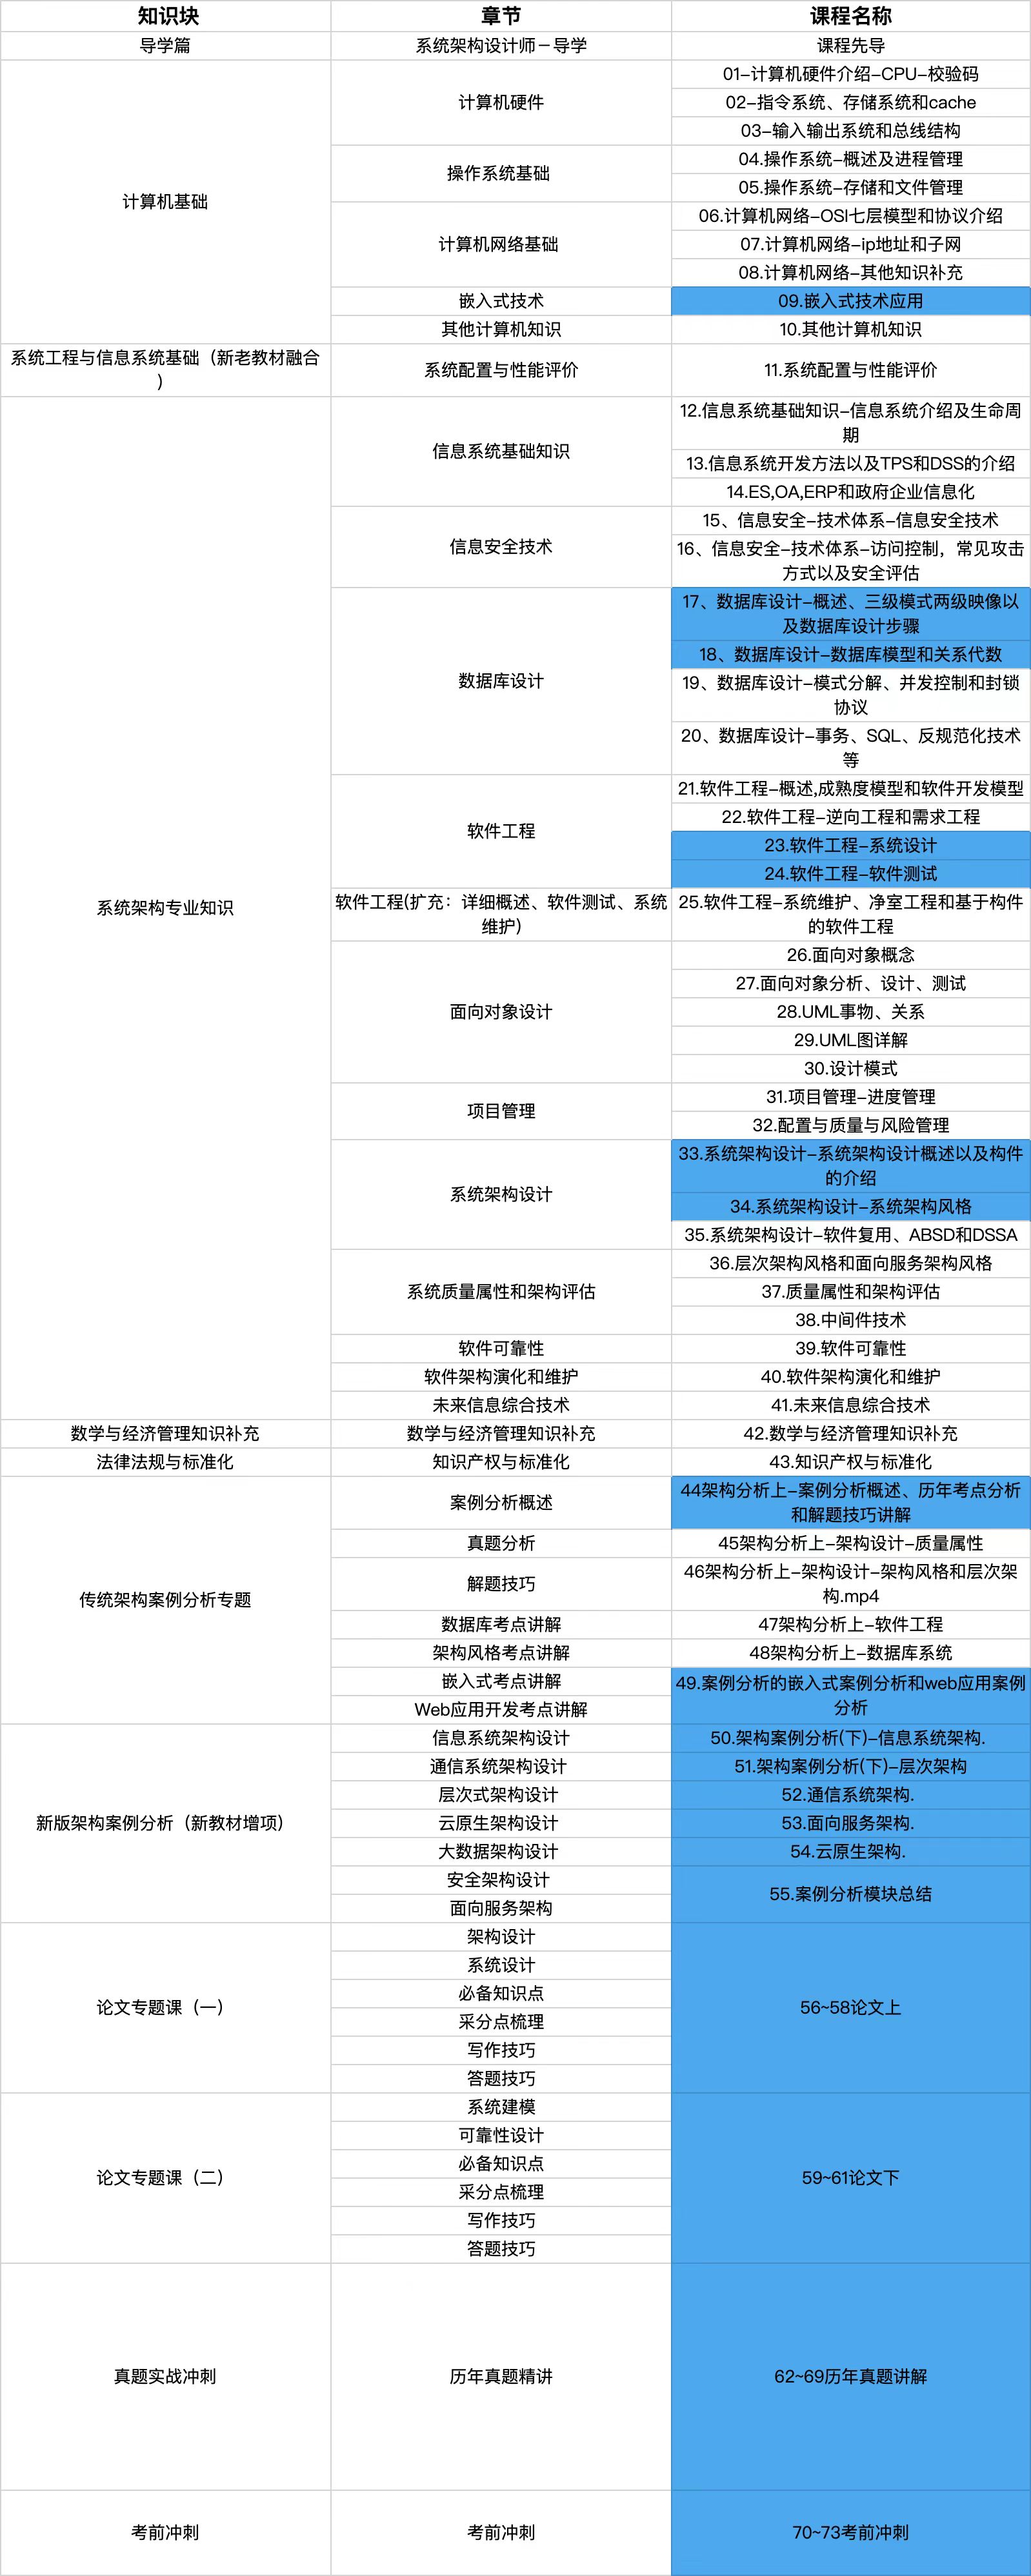 知识块 章节 课程名称
导学篇 系统架构设计师－导学 课程先导
计算机基础 计算机硬件 01-计算机硬件介绍-CPU-校验码
02-指令系统、存储系统和cache
03-输入输出系统和总线结构
操作系统基础 04.操作系统-概述及进程管理
05.操作系统-存储和文件管理
计算机网络基础 06.计算机网络-OSI七层模型和协议介绍
07.计算机网络-ip地址和子网
08.计算机网络-其他知识补充
嵌入式技术 09.嵌入式技术应用
其他计算机知识 10.其他计算机知识
系统工程与信息系统基础（新老教材融合
） 系统配置与性能评价 11.系统配置与性能评价
系统架构专业知识 信息系统基础知识 12.信息系统基础知识-信息系统介绍及生命周
期
13.信息系统开发方法以及TPS和DSS的介绍
14.ES,OA,ERP和政府企业信息化
信息安全技术 15、信息安全-技术体系-信息安全技术
16、信息安全-技术体系-访问控制，常见攻击
方式以及安全评估
数据库设计 17、数据库设计-概述、三级模式两级映像以
及数据库设计步骤
18、数据库设计-数据库模型和关系代数
19、数据库设计-模式分解、并发控制和封锁
协议
20、数据库设计-事务、SQL、反规范化技术
等
软件工程 21.软件工程-概述,成熟度模型和软件开发模型
22.软件工程-逆向工程和需求工程
23.软件工程-系统设计
24.软件工程-软件测试
软件工程(扩充：详细概述、软件测试、系统
维护) 25.软件工程-系统维护、净室工程和基于构件
的软件工程
面向对象设计 26.面向对象概念
27.面向对象分析、设计、测试
28.UML事物、关系
29.UML图详解
30.设计模式
项目管理 31.项目管理-进度管理
32.配置与质量与风险管理
系统架构设计 33.系统架构设计-系统架构设计概述以及构件
的介绍
34.系统架构设计-系统架构风格
35.系统架构设计-软件复用、ABSD和DSSA
系统质量属性和架构评估 36.层次架构风格和面向服务架构风格
37.质量属性和架构评估
38.中间件技术
软件可靠性 39.软件可靠性
软件架构演化和维护 40.软件架构演化和维护
未来信息综合技术 41.未来信息综合技术
数学与经济管理知识补充 数学与经济管理知识补充 42.数学与经济管理知识补充
法律法规与标准化 知识产权与标准化 43.知识产权与标准化
传统架构案例分析专题 案例分析概述 44架构分析上-案例分析概述、历年考点分析
和解题技巧讲解
真题分析 45架构分析上-架构设计-质量属性
解题技巧 46架构分析上-架构设计-架构风格和层次架
构.mp4
数据库考点讲解 47架构分析上-软件工程
架构风格考点讲解 48架构分析上-数据库系统
嵌入式考点讲解 49.案例分析的嵌入式案例分析和web应用案例
分析
Web应用开发考点讲解
新版架构案例分析（新教材增项） 信息系统架构设计 50.架构案例分析(下)-信息系统架构.
通信系统架构设计 51.架构案例分析(下)-层次架构
层次式架构设计 52.通信系统架构.
云原生架构设计 53.面向服务架构.
大数据架构设计 54.云原生架构.
安全架构设计 55.案例分析模块总结
面向服务架构
论文专题课（一） 架构设计 56~58论文上
系统设计
必备知识点
采分点梳理
写作技巧
答题技巧
论文专题课（二） 系统建模 59~61论文下
可靠性设计
必备知识点
采分点梳理
写作技巧
答题技巧
真题实战冲刺 历年真题精讲 62~69历年真题讲解
考前冲刺 考前冲刺 70~73考前冲刺